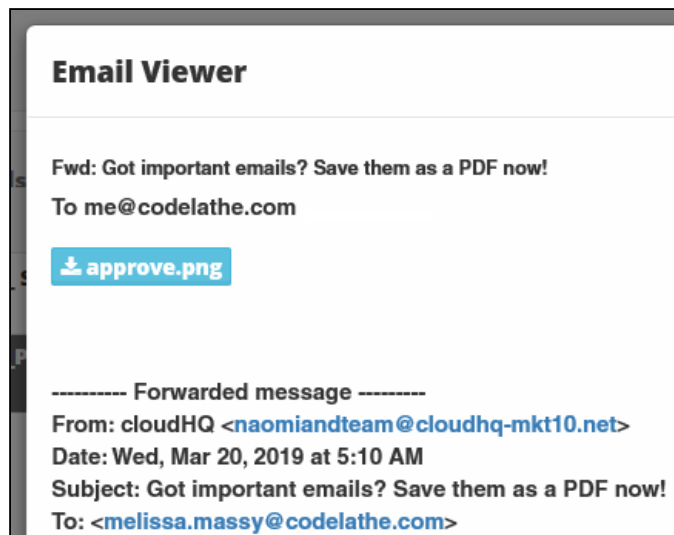 Email Viewer
Fwd: Got important emails? Save them as a PDF now!
To me@codelathe.com
approve.png
---------- Forwarded message ---------
From: cloudHQ <naomiandteam@cloudhq-mkt10.net>
Date: Wed, Mar 20, 2019 at 5:10 AM
Subject: Got important emails? Save them as a PDF now!
To: <melissa.massy@codelathe.com>